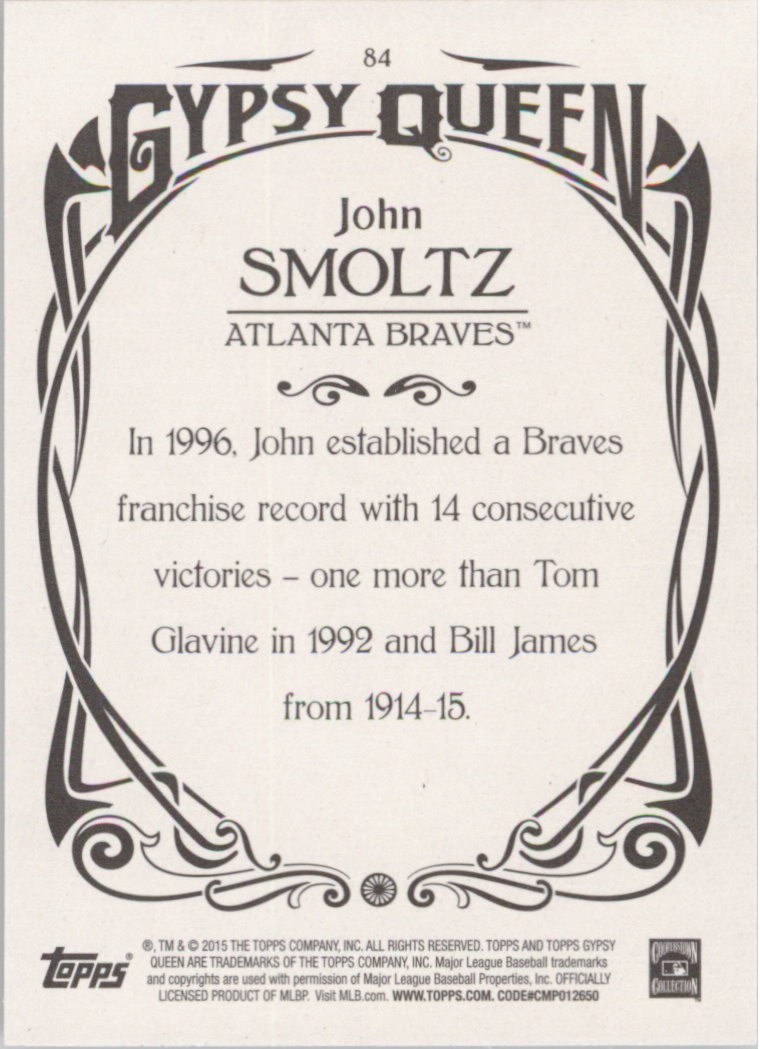 84
GYPSY QUEEN
John
SMOLTZ
ATLANTA BRAVES™
In 1996, John established a Braves
franchise record with 14 consecutive
victories – one more than Tom
Glavine in 1992 and Bill James
from 1914–15.
®, TM & © 2015 THE TOPPS COMPANY, INC. ALL RIGHTS RESERVED. TOPPS AND TOPPS GYPSY
QUEEN ARE TRADEMARKS OF THE TOPPS COMPANY, INC. Major League Baseball trademarks
and copyrights are used with permission of Major League Baseball Properties, Inc. OFFICIALLY
LICENSED PRODUCT OF MLBP. Visit MLB.com. WWW.TOPPS.COM. CODE#CMP012650
Topps®
COOPERSTOWN
COLLECTION